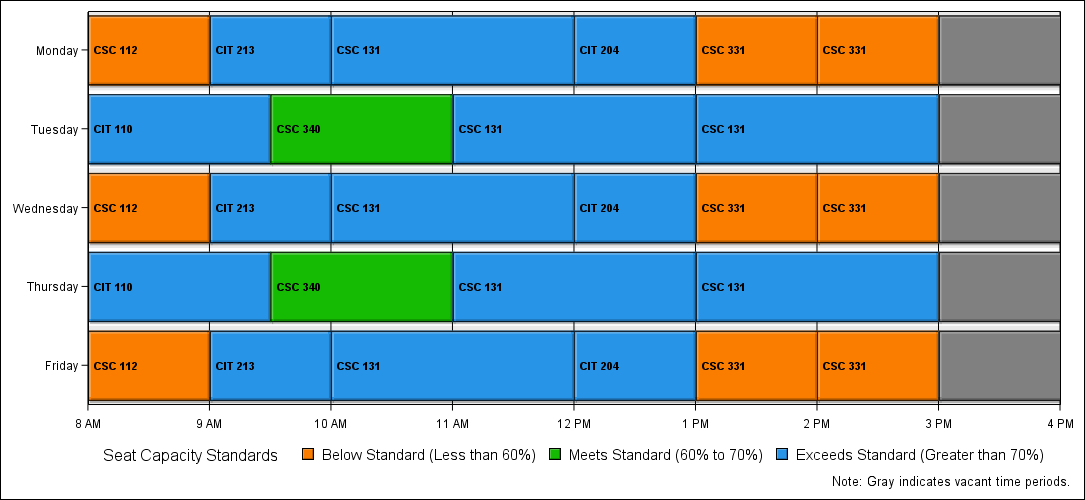 Monday CSC 112 CIT 213 CSC 131 CIT 204 CSC 331 CSC 331
Tuesday CIT 110 CSC 340 CSC 131 CSC 131
Wednesday CSC 112 CIT 213 CSC 131 CIT 204 CSC 331 CSC 331
Thursday CIT 110 CSC 340 CSC 131 CSC 131
Friday CSC 112 CIT 213 CSC 131 CIT 204 CSC 331 CSC 331
8 AM 9 AM 10 AM 11 AM 12 PM 1 PM 2 PM 3 PM 4 PM
Seat Capacity Standards Below Standard (Less than 60%) Meets Standard (60% to 70%) Exceeds Standard (Greater than 70%)
Note: Gray indicates vacant time periods.